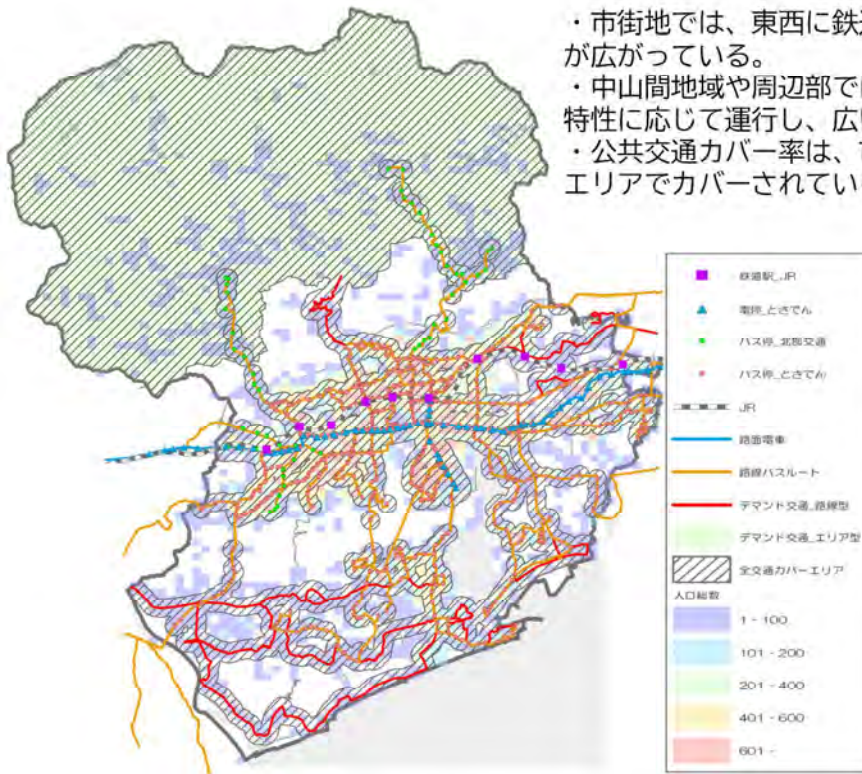 ・市街地では、東西に鉄道
が広がっている。
・中山間地域や周辺部では
特性に応じて運行し、広い
・公共交通カバー率は、
エリアでカバーされてい
鉄道駅_JR
電停_とさでん
バス停_北部交通
バス停_とさでん
JR
路面電車
路線バスルート
デマンド交通_路線型
デマンド交通_エリア型
全交通カバーエリア
人口総数
1 - 100
101 - 200
201 - 400
401 - 600
601 -